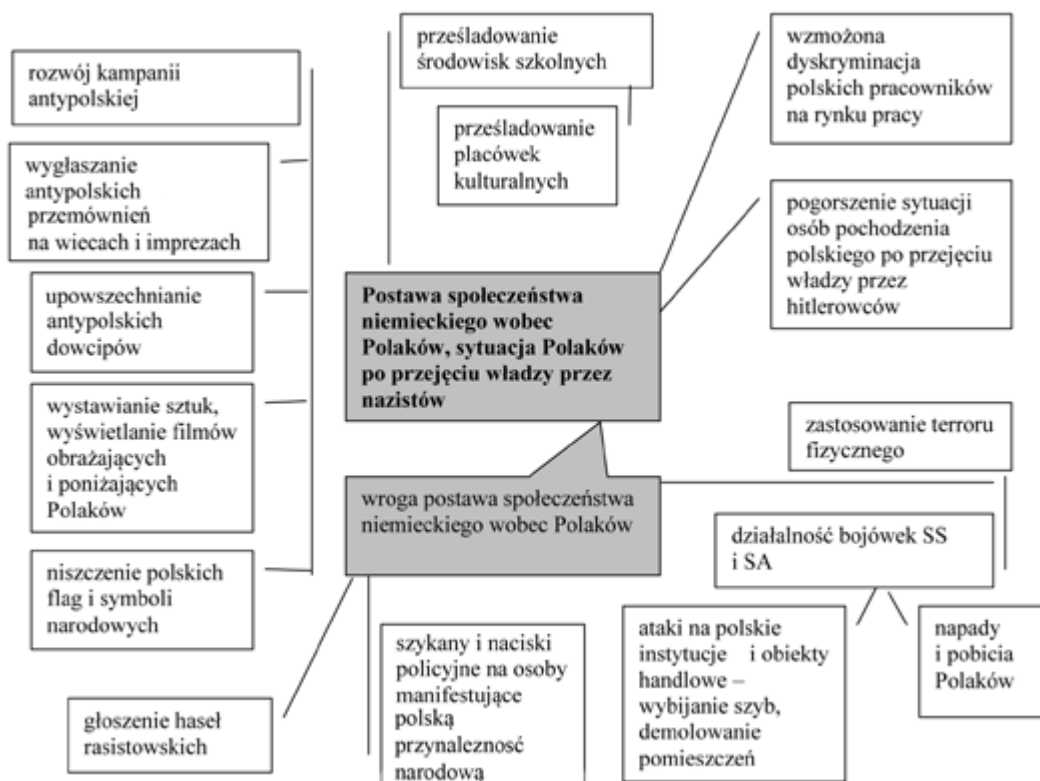 rozwój kampanii
antypolskiej
wygłaszanie
antypolskich
przemównień
na wiecach i imprezach
upowszechnianie
antypolskich
dowcipów
wystawianie sztuk,
wyświetlanie filmów
obrażających
i poniżających
Polaków
niszczenie polskich
flag i symboli
narodowych
głoszenie haseł
rasistowskich
prześladowanie
środowisk szkolnych
prześladowanie
placówek
kulturalnych
Postawa społeczeństwa
niemieckiego wobec
Polaków, sytuacja Polaków
po przejęciu władzy przez
nazistów
wroga postawa społeczeństwa
niemieckiego wobec Polaków
szykany i naciski
policyjne na osoby
manifestujące
polską
przynalezność
narodową
wzmożona
dyskryminacja
polskich pracowników
na rynku pracy
pogorszenie sytuacji
osób pochodzenia
polskiego po przejęciu
władzy przez
hitlerowców
zastosowanie terroru
fizycznego
działalność bojówek SS
i SA
ataki na polskie
instytucje i obiekty
handlowe –
wybijanie szyb,
demolowanie
pomieszczeń
napady
i pobicia
Polaków